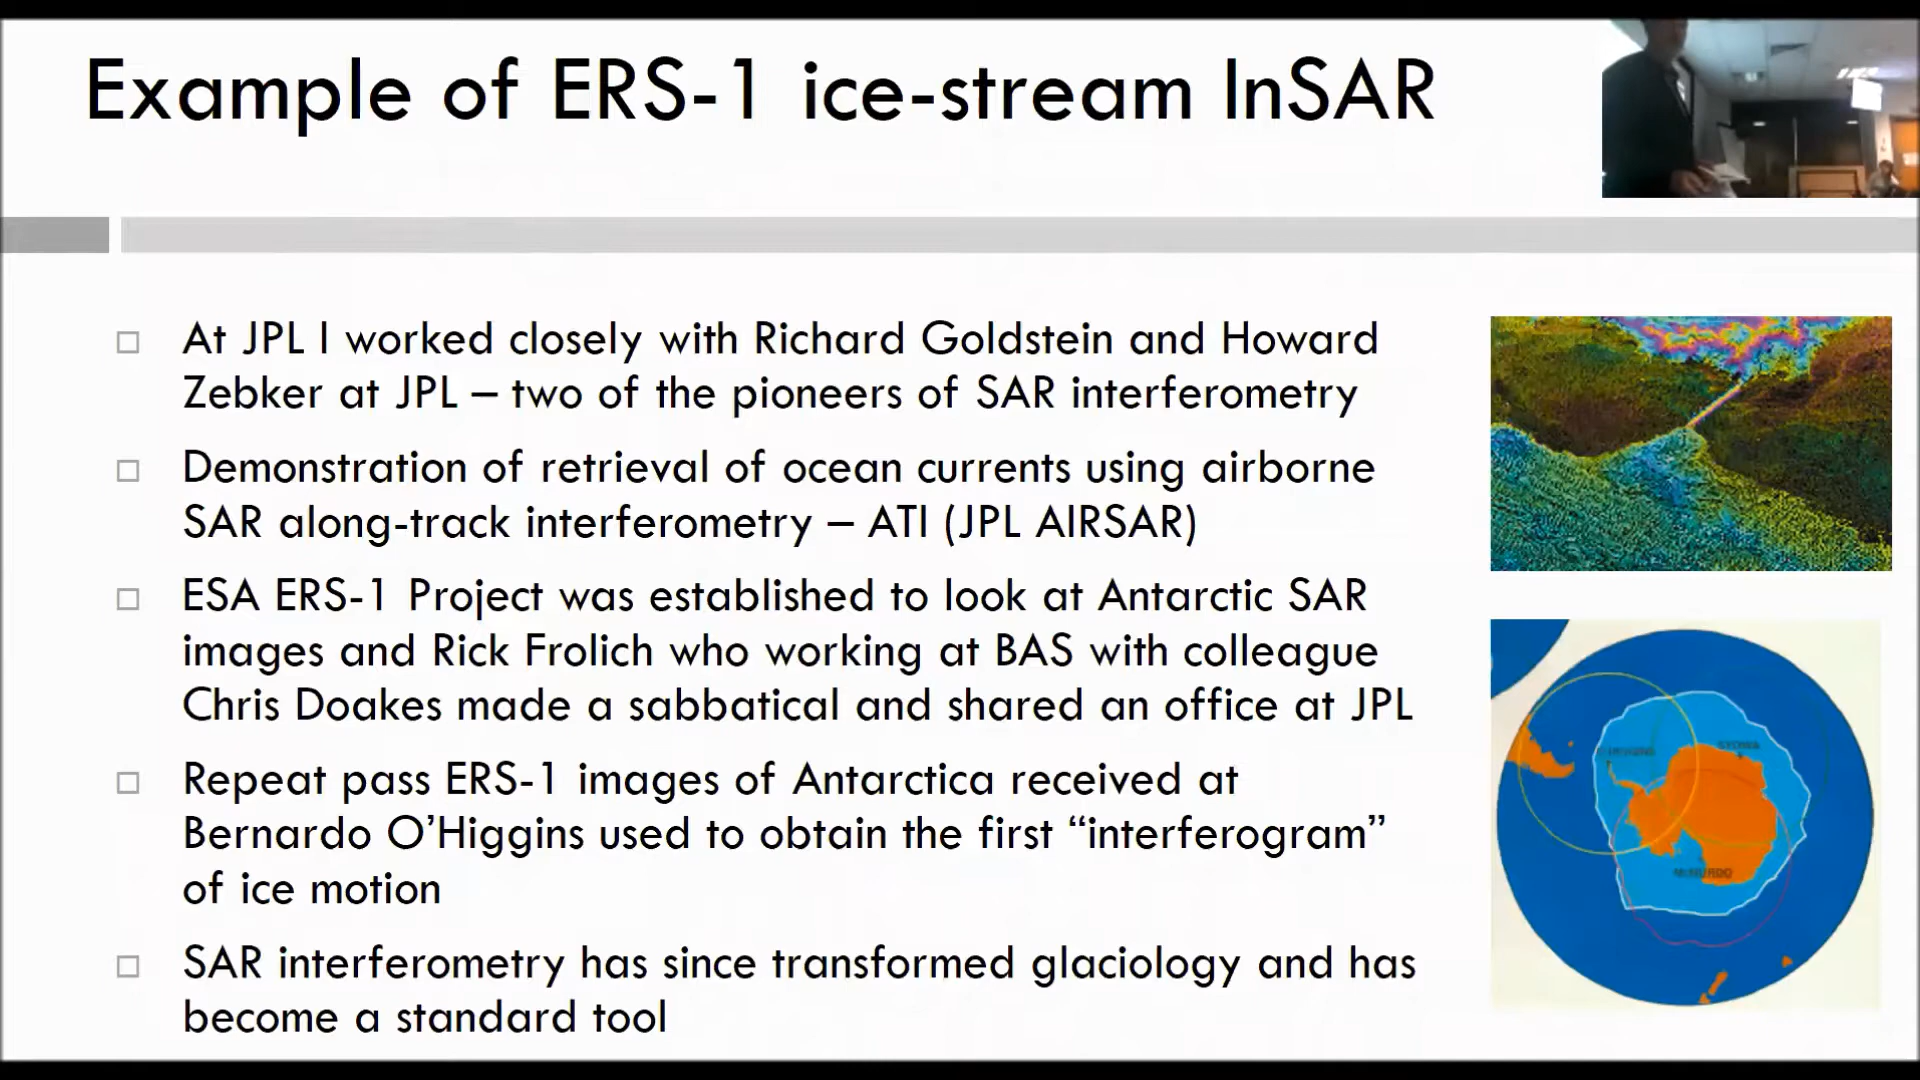 Example of ERS-1 ice-stream InSAR
At JPL I worked closely with Richard Goldstein and Howard
Zebker at JPL – two of the pioneers of SAR interferometry
Demonstration of retrieval of ocean currents using airborne
SAR along-track interferometry – ATI (JPL AIRSAR)
ESA ERS-1 Project was established to look at Antarctic SAR
images and Rick Frolich who working at BAS with colleague
Chris Doakes made a sabbatical and shared an office at JPL
Repeat pass ERS-1 images of Antarctica received at
Bernardo O’Higgins used to obtain the first “interferogram”
of ice motion
SAR interferometry has since transformed glaciology and has
become a standard tool
SYOWA
McMURDO